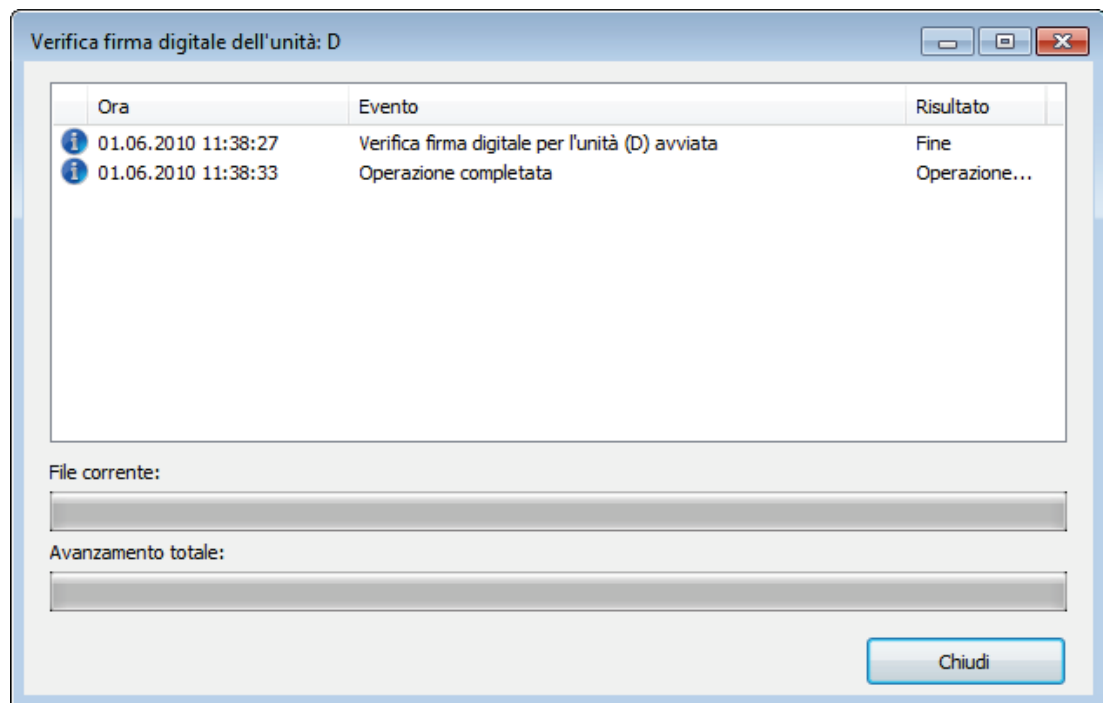 Verifica firma digitale dell'unità: D
Ora Evento Risultato
01.06.2010 11:38:27 Verifica firma digitale per l'unità (D) avviata Fine
01.06.2010 11:38:33 Operazione completata Operazione...
File corrente:
Avanzamento totale:
Chiudi